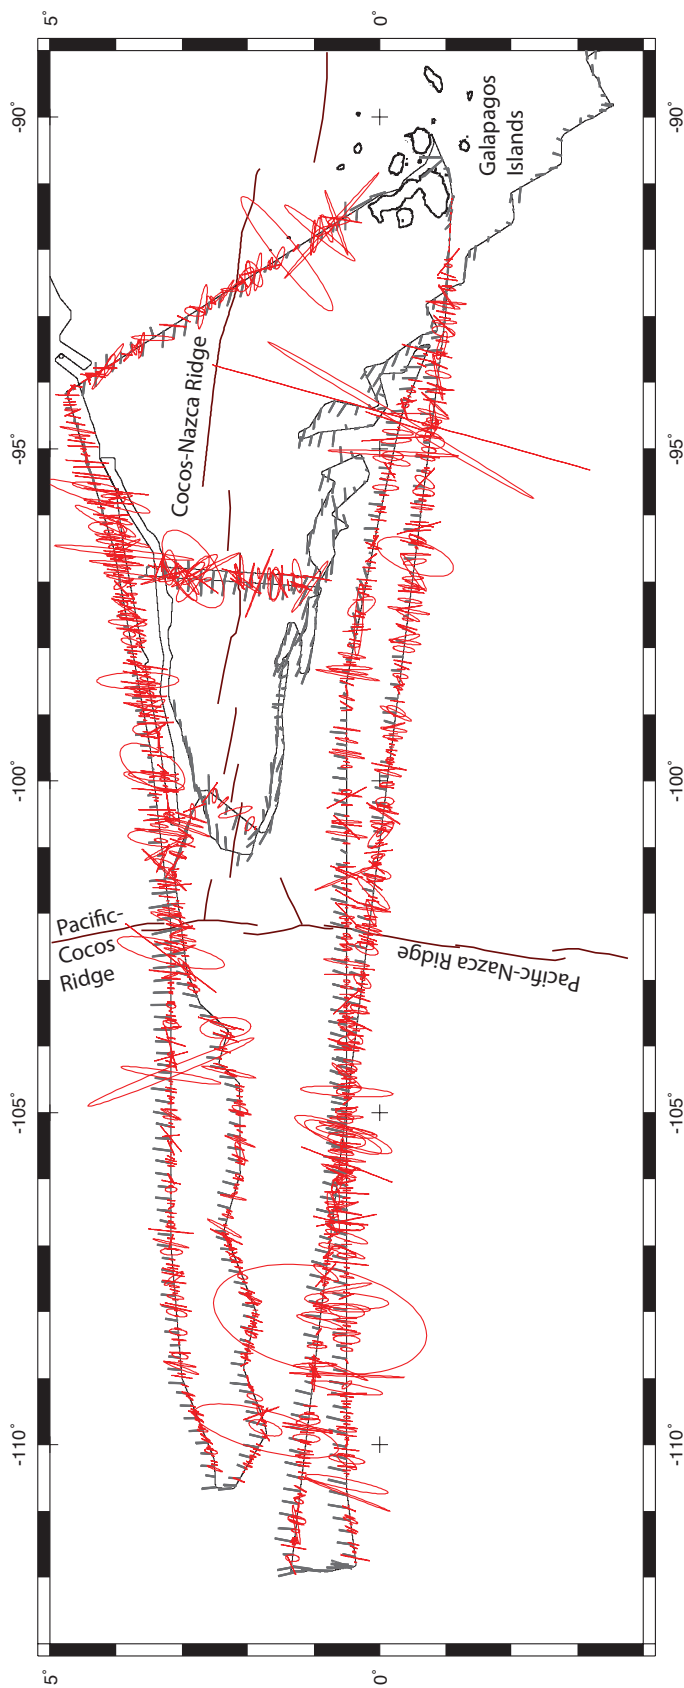 5°
0°
-90°
-95°
-100°
-105°
-110°
-90°
-95°
-100°
-105°
-110°
5°
0°
Galapagos
Islands
Cocos-Nazca Ridge
Pacific-
Cocos
Ridge
Pacific-Nazca Ridge